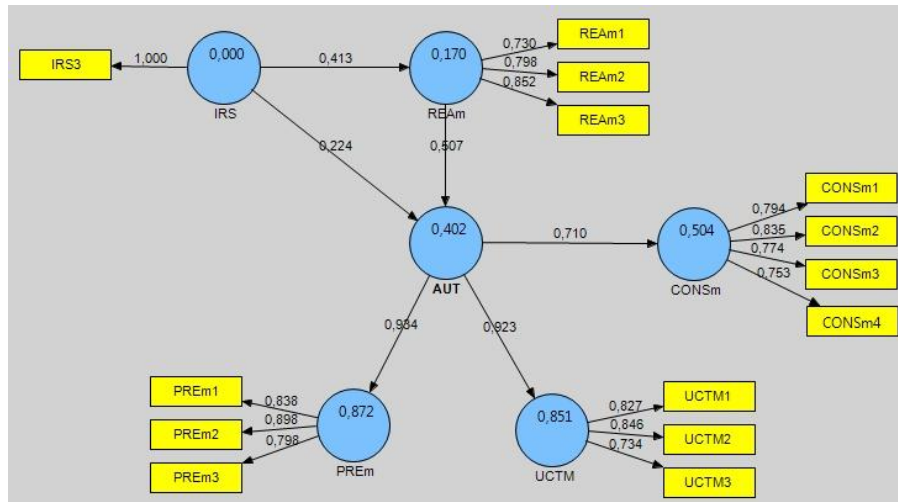 REAm1
IRS3
1,000
0,000
0,413
0,170
0,730
0,798
0,852
REAm2
REAm3
IRS
REAm
0,224
0,507
CONSm1
0,402
0,710
0,504
0,794
0,835
0,774
0,753
CONSm2
CONSm3
CONSm4
AUT
CONSm
0,934
0,923
PREm1
PREm2
PREm3
0,838
0,898
0,798
0,872
PREm
0,851
UCTM
0,827
0,846
0,734
UCTM1
UCTM2
UCTM3